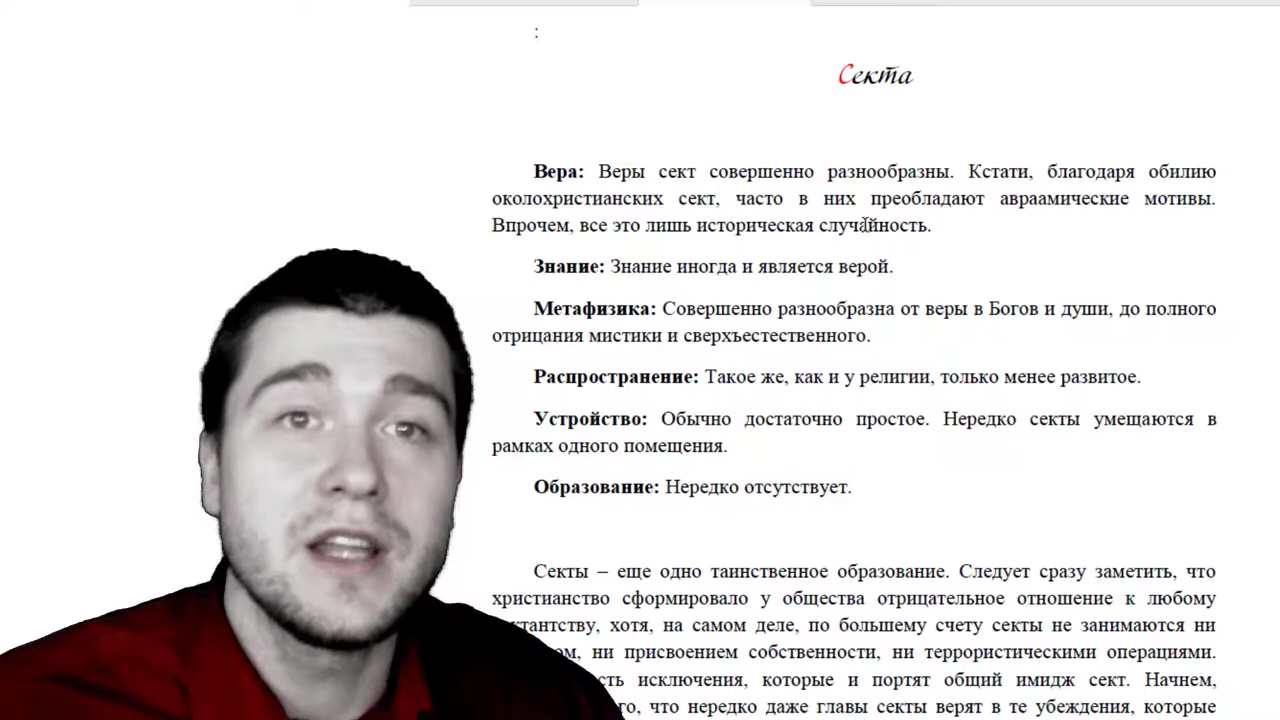 :
Секта
Вера: Веры сект совершенно разнообразны. Кстати, благодаря обилию
околохристианских сект, часто в них преобладают авраамические мотивы.
Впрочем, все это лишь историческая случайность.
Знание: Знание иногда и является верой.
Метафизика: Совершенно разнообразна от веры в Богов и души, до полного
отрицания мистики и сверхъестественного.
Распространение: Такое же, как и у религии, только менее развитое.
Устройство: Обычно достаточно простое. Нередко секты умещаются в
рамках одного помещения.
Образование: Нередко отсутствует.
Секты – еще одно таинственное образование. Следует сразу заметить, что
христианство сформировало у общества отрицательное отношение к любому
хотя, на самом деле, по большему счету секты не занимаются ни
ни присвоением собственности, ни террористическими операциями.
исключения, которые и портят общий имидж сект. Начнем,
что нередко даже главы секты верят в те убеждения, которые